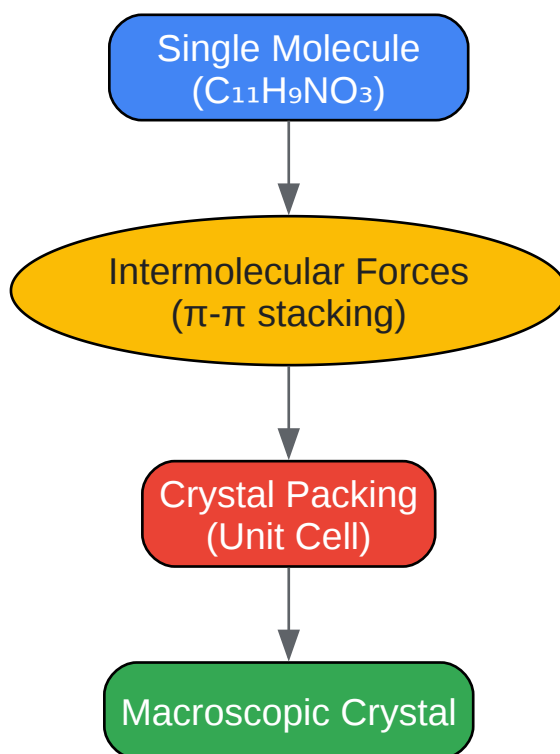 Single Molecule
(C₁₁H₉NO₃)
Intermolecular Forces
(π-π stacking)
Crystal Packing
(Unit Cell)
Macroscopic Crystal